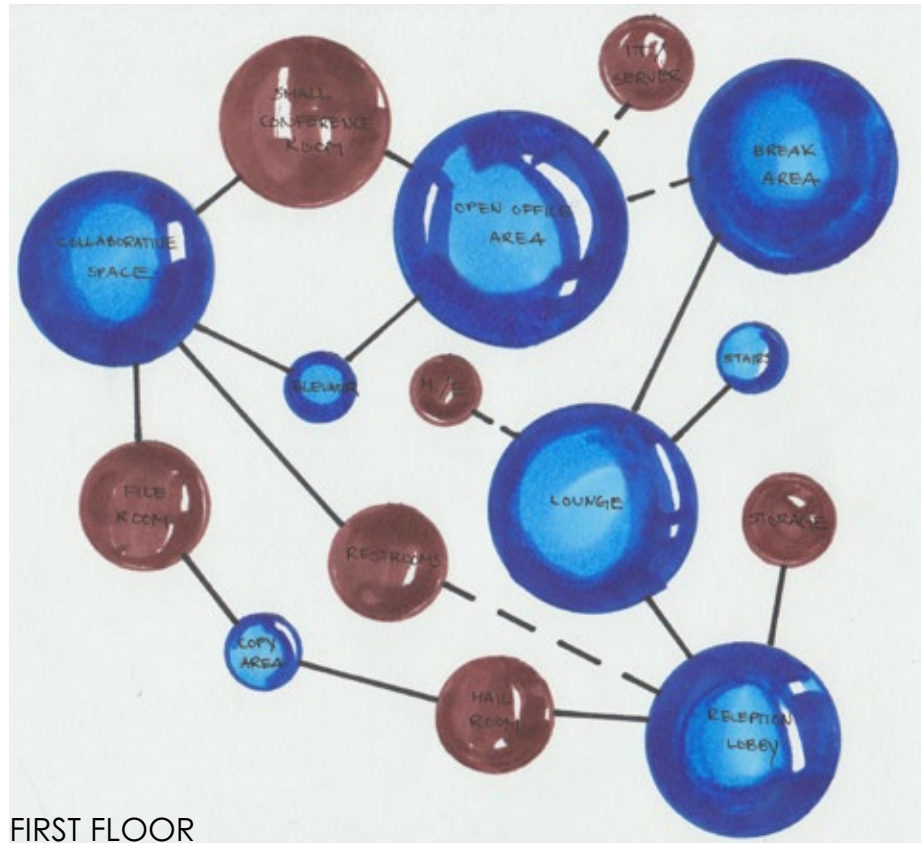 ITT/
SERVER
SMALL
CONFERENCE
ROOM
BREAK
AREA
OPEN OFFICE
AREA
COLLABORATIVE
SPACE
STAIRS
ELEVATOR
M./E
FILE
ROOM
LOUNGE
STORAGE
RESTROOMS
COPY
AREA
MAIL
ROOM
RECEPTION
LOBBY
FIRST FLOOR